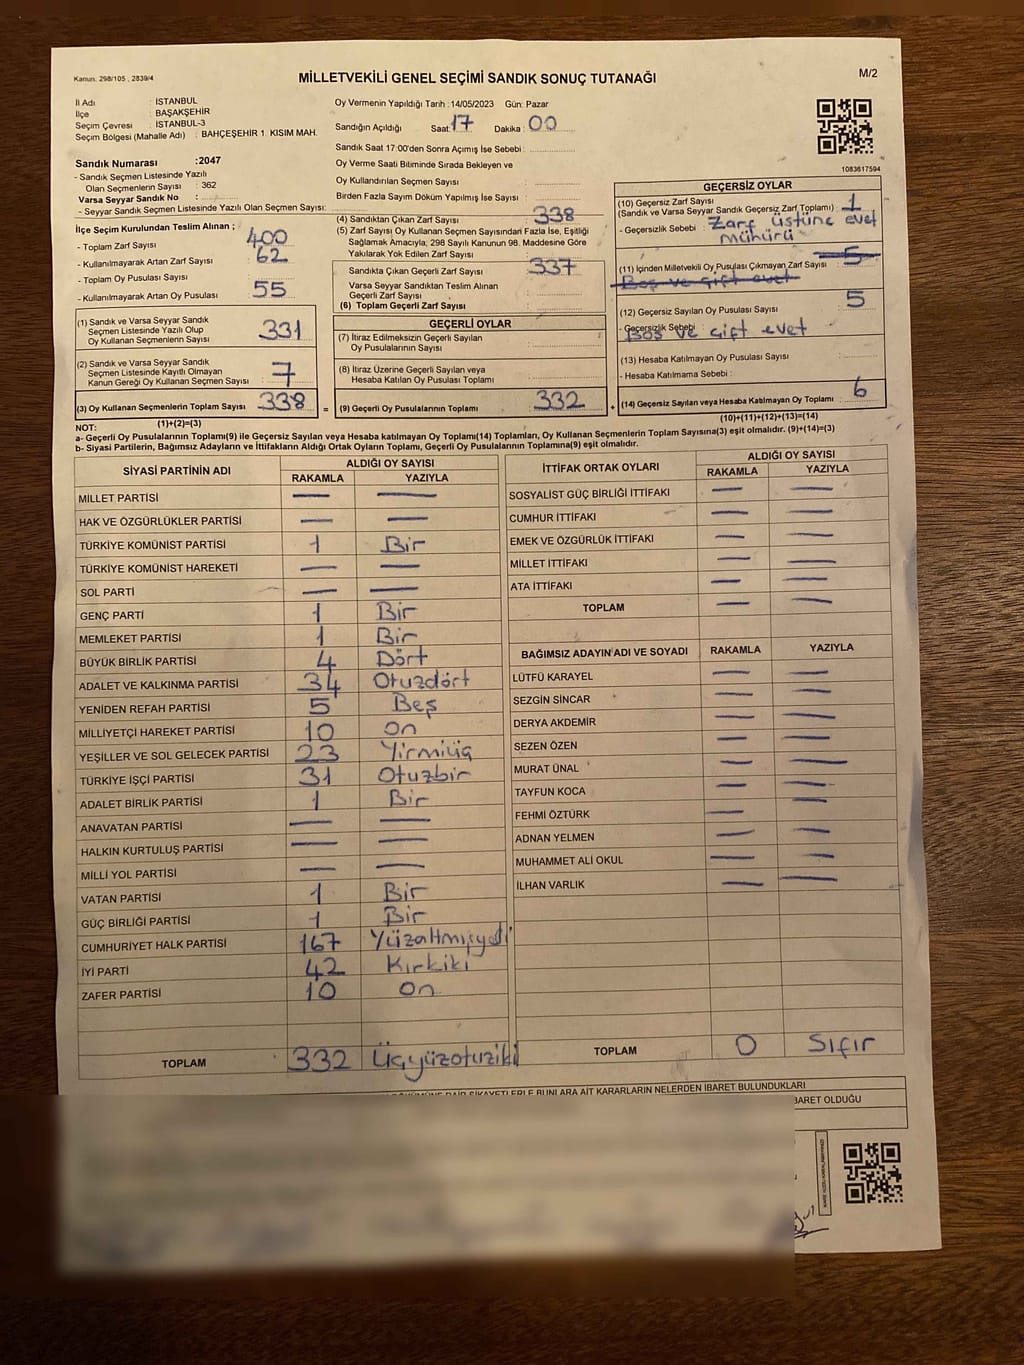 Kanun: 298/105 , 2839/4
MİLLETVEKİLİ GENEL SEÇİMİ SANDIK SONUÇ TUTANAĞI
M/2
İl Adı : İSTANBUL
İlçe : BAŞAKŞEHİR
Seçim Çevresi : İSTANBUL-3
Seçim Bölgesi (Mahalle Adı) : BAHÇEŞEHİR 1. KISIM MAH.
Sandık Numarası :2047
- Sandık Seçmen Listesinde Yazılı
Olan Seçmenlerin Sayısı : 362
Varsa Seyyar Sandık No :
- Seyyar Sandık Seçmen Listesinde Yazılı Olan Seçmen Sayısı:
İlçe Seçim Kurulundan Teslim Alınan ;
- Toplam Zarf Sayısı : 400
- Kullanılmayarak Artan Zarf Sayısı : 62
- Toplam Oy Pusulası Sayısı :
- Kullanılmayarak Artan Oy Pusulası : 55
(1) Sandık ve Varsa Seyyar Sandık
Seçmen Listesinde Yazılı Olup
Oy Kullanan Seçmenlerin Sayısı : 331
(2) Sandık ve Varsa Seyyar Sandık
Seçmen Listesinde Kayıtlı Olmayan
Kanun Gereği Oy Kullanan Seçmen Sayısı : 7
(3) Oy Kullanan Seçmenlerin Toplam Sayısı : 338
(1)+(2)=(3)
Oy Vermenin Yapıldığı Tarih :14/05/2023 Gün: Pazar
Sandığın Açıldığı Saat: 17 Dakika : 00
Sandık Saat 17:00'den Sonra Açımış İse Sebebi :
Oy Verme Saati Bitiminde Sırada Bekleyen ve
Oy Kullandırılan Seçmen Sayısı :
Birden Fazla Sayım Döküm Yapılmış İse Sayısı :
(4) Sandıktan Çıkan Zarf Sayısı : 338
(5) Zarf Sayısı Oy Kullanan Seçmen Sayısından Fazla İse, Eşitliği
Sağlamak Amacıyla; 298 Sayılı Kanunun 98. Maddesine Göre
Yakılarak Yok Edilen Zarf Sayısı :
Sandıkta Çıkan Geçerli Zarf Sayısı : 337
Varsa Seyyar Sandıktan Teslim Alınan
Geçerli Zarf Sayısı :
(6) Toplam Geçerli Zarf Sayısı :
GEÇERLİ OYLAR
(7) İtiraz Edilmeksizin Geçerli Sayılan
Oy Pusulalarının Sayısı :
(8) İtiraz Üzerine Geçerli Sayılan veya
Hesaba Katılan Oy Pusulası Toplamı :
= (9) Geçerli Oy Pusulalarının Toplamı : 332 +
1083617594
GEÇERSİZ OYLAR
(10) Geçersiz Zarf Sayısı : 1
(Sandık ve Varsa Seyyar Sandık Geçersiz Zarf Toplamı)
- Geçersizlik Sebebi : Zarf üstüne evet
mühürü
(11) İçinden Milletvekili Oy Pusulası Çıkmayan Zarf Sayısı : 5
Boş ve çift evet
(12) Geçersiz Sayılan Oy Pusulası Sayısı : 5
- Geçersizlik Sebebi :
Boş ve çift evet
(13) Hesaba Katılmayan Oy Pusulası Sayısı :
- Hesaba Katılmama Sebebi :
(14) Geçersiz Sayılan veya Hesaba Katılmayan Oy Toplamı : 6
(10)+(11)+(12)+(13)=(14)
NOT:
a- Geçerli Oy Pusulalarının Toplamı(9) ile Geçersiz Sayılan veya Hesaba katılmayan Oy Toplamı(14) Toplamları, Oy Kullanan Seçmenlerin Toplam Sayısına(3) eşit olmalıdır. (9)+(14)=(3)
b- Siyasi Partilerin, Bağımsız Adayların ve İttifakların Aldığı Ortak Oyların Toplamı, Geçerli Oy Pusulalarının Toplamına(9) eşit olmalıdır.
SİYASİ PARTİNİN ADI ALDIĞI OY SAYISI
RAKAMLA YAZIYLA
MİLLET PARTİSİ — —
HAK VE ÖZGÜRLÜKLER PARTİSİ — —
TÜRKİYE KOMÜNİST PARTİSİ 1 Bir
TÜRKİYE KOMÜNİST HAREKETİ — —
SOL PARTİ — —
GENÇ PARTİ 1 Bir
MEMLEKET PARTİSİ 1 Bir
BÜYÜK BİRLİK PARTİSİ 4 Dört
ADALET VE KALKINMA PARTİSİ 34 Otuzdört
YENİDEN REFAH PARTİSİ 5 Beş
MİLLİYETÇİ HAREKET PARTİSİ 10 On
YEŞİLLER VE SOL GELECEK PARTİSİ 23 Yirmiüç
TÜRKİYE İŞÇİ PARTİSİ 31 Otuzbir
ADALET BİRLİK PARTİSİ 1 Bir
ANAVATAN PARTİSİ — —
HALKIN KURTULUŞ PARTİSİ — —
MİLLİ YOL PARTİSİ — —
VATAN PARTİSİ 1 Bir
GÜÇ BİRLİĞİ PARTİSİ 1 Bir
CUMHURİYET HALK PARTİSİ 167 Yüzaltmışyedi
İYİ PARTİ 42 Kırkiki
ZAFER PARTİSİ 10 On
TOPLAM 332 Üçyüzotuziki
İTTİFAK ORTAK OYLARI ALDIĞI OY SAYISI
RAKAMLA YAZIYLA
SOSYALİST GÜÇ BİRLİĞİ İTTİFAKI — —
CUMHUR İTTİFAKI — —
EMEK VE ÖZGÜRLÜK İTTİFAKI — —
MİLLET İTTİFAKI — —
ATA İTTİFAKI — —
TOPLAM — —
BAĞIMSIZ ADAYIN ADI VE SOYADI RAKAMLA YAZIYLA
LÜTFÜ KARAYEL — —
SEZGİN SİNCAR — —
DERYA AKDEMİR — —
SEZEN ÖZEN — —
MURAT ÜNAL — —
TAYFUN KOCA — —
FEHMİ ÖZTÜRK — —
ADNAN YELMEN — —
MUHAMMET ALİ OKUL — —
İLHAN VARLIK — —
TOPLAM 0 Sıfır
ŞİKAYETLERLE BUNLARA AİT KARARLARIN NELERDEN İBARET BULUNDUKLARI
İBARET OLDUĞU